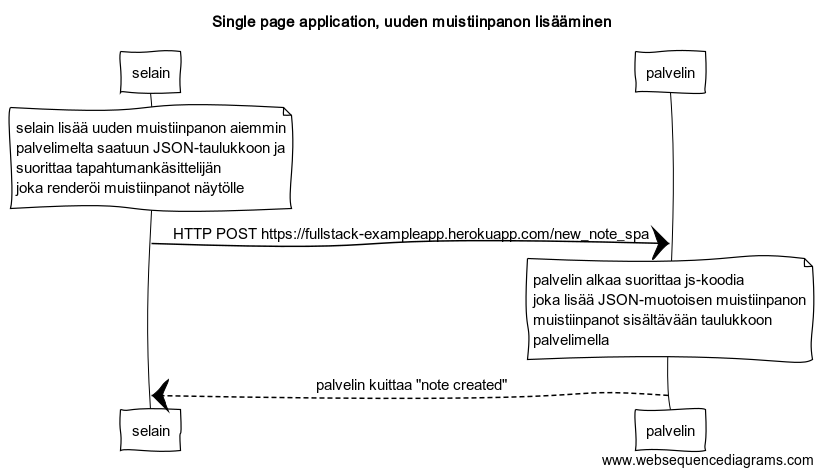 Single page application, uuden muistiinpanon lisääminen
selain
palvelin
selain lisää uuden muistiinpanon aiemmin
palvelimelta saatuun JSON-taulukkoon ja
suorittaa tapahtumankäsittelijän
joka renderöi muistiinpanot näytölle
HTTP POST https://fullstack-exampleapp.herokuapp.com/new_note_spa
palvelin alkaa suorittaa js-koodia
joka lisää JSON-muotoisen muistiinpanon
muistiinpanot sisältävään taulukkoon
palvelimella
palvelin kuittaa "note created"
selain
palvelin
www.websequencediagrams.com